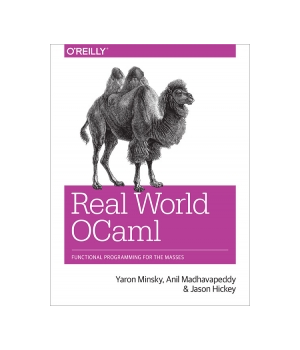 O'REILLY®
Real World
OCaml
FUNCTIONAL PROGRAMMING FOR THE MASSES
Yaron Minsky, Anil Madhavapeddy
& Jason Hickey